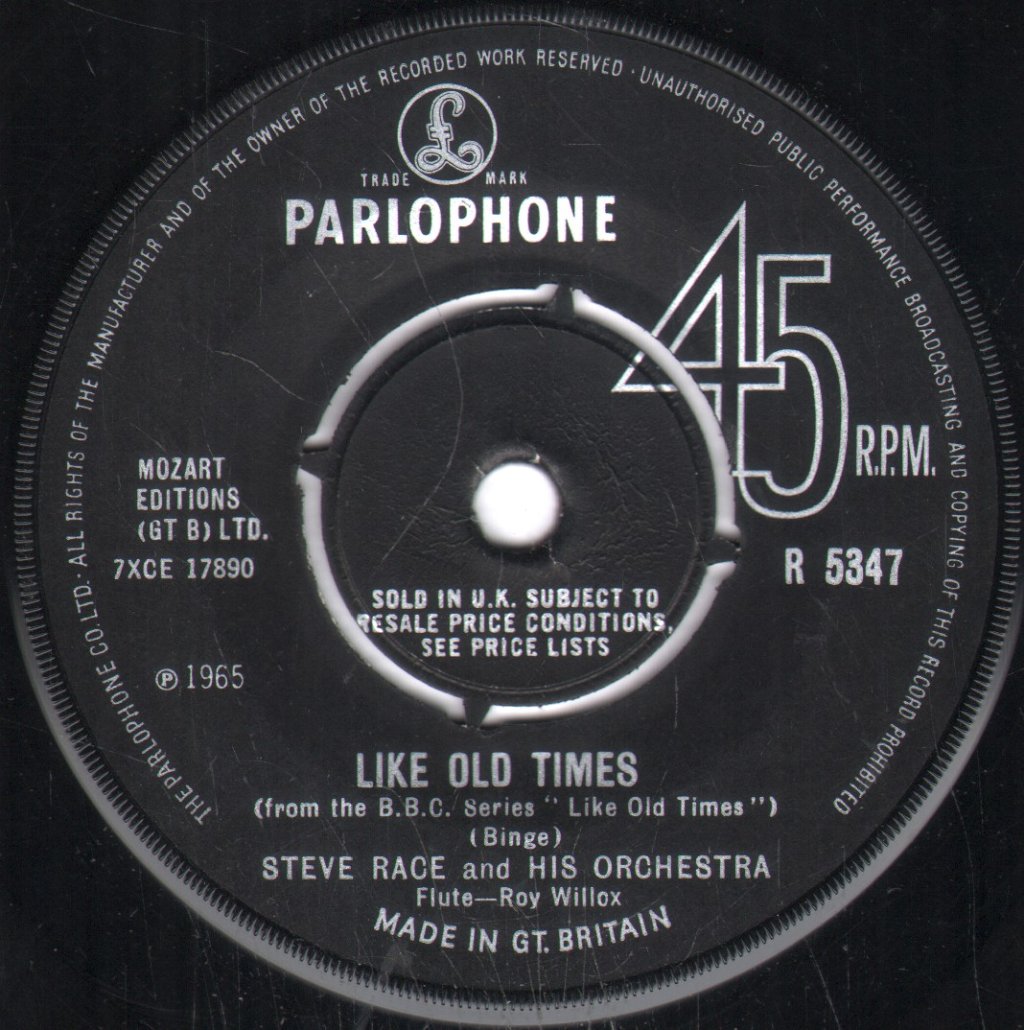 THE PARLOPHONE CO. LTD. · ALL RIGHTS OF THE MANUFACTURER AND OF THE OWNER OF THE RECORDED WORK RESERVED · UNAUTHORISED PUBLIC PERFORMANCE BROADCASTING AND COPYING OF THIS RECORD PROHIBITED
£
TRADE MARK
PARLOPHONE
45
R.P.M.
MOZART
EDITIONS
(GT B) LTD.
7XCE 17890
R 5347
SOLD IN U.K. SUBJECT TO
RESALE PRICE CONDITIONS,
SEE PRICE LISTS
℗ 1965
LIKE OLD TIMES
(from the B.B.C. Series "Like Old Times")
(Binge)
STEVE RACE and HIS ORCHESTRA
Flute—Roy Willox
MADE IN GT. BRITAIN